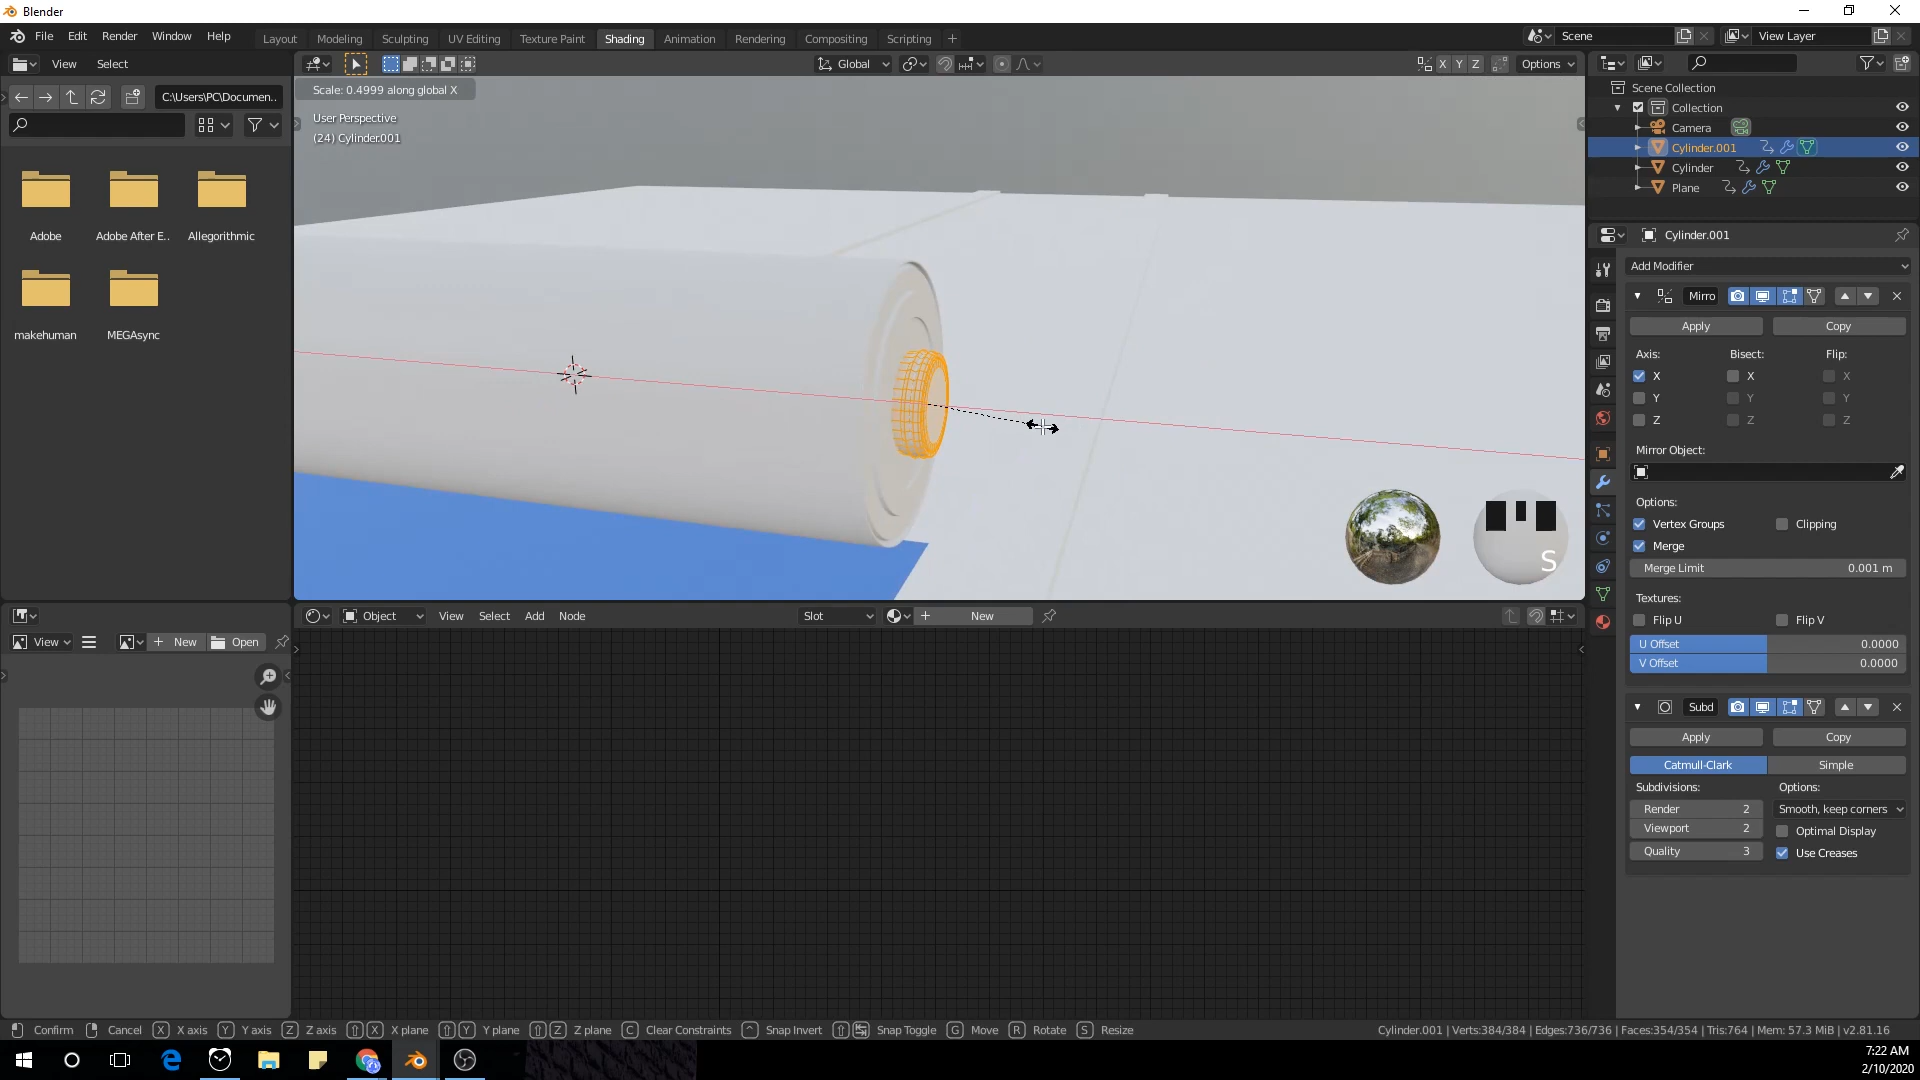 Blender
File Edit Render Window Help
Layout Modeling Sculpting UV Editing Texture Paint Shading Animation Rendering Compositing Scripting
Scene View Layer
View Select
Global X Y Z Options
C:\Users\PC\Documen..
Scale: 0.4999 along global X
User Perspective
(24) Cylinder.001
Adobe Adobe After E.. Allegorithmic
makehuman MEGAsync
S
Scene Collection
Collection
Camera
Cylinder.001
Cylinder
Plane
Cylinder.001
Add Modifier
Mirro
Apply Copy
Axis: Bisect: Flip:
X X X
Y Y Y
Z Z Z
Mirror Object:
Options:
Vertex Groups Clipping
Merge
Merge Limit 0.001 m
Textures:
Flip U Flip V
U Offset 0.0000
V Offset 0.0000
Subd
Apply Copy
Catmull-Clark Simple
Subdivisions: Options:
Render 2 Smooth, keep corners
Viewport 2 Optimal Display
Quality 3 Use Creases
Object View Select Add Node Slot New
View New Open
Confirm Cancel X X axis Y Y axis Z Z axis X X plane Y Y plane Z Z plane C Clear Constraints ^ Snap Invert Snap Toggle G Move R Rotate S Resize
Cylinder.001 | Verts:384/384 | Edges:736/736 | Faces:354/354 | Tris:764 | Mem: 57.3 MiB | v2.81.16
7:22 AM
2/10/2020